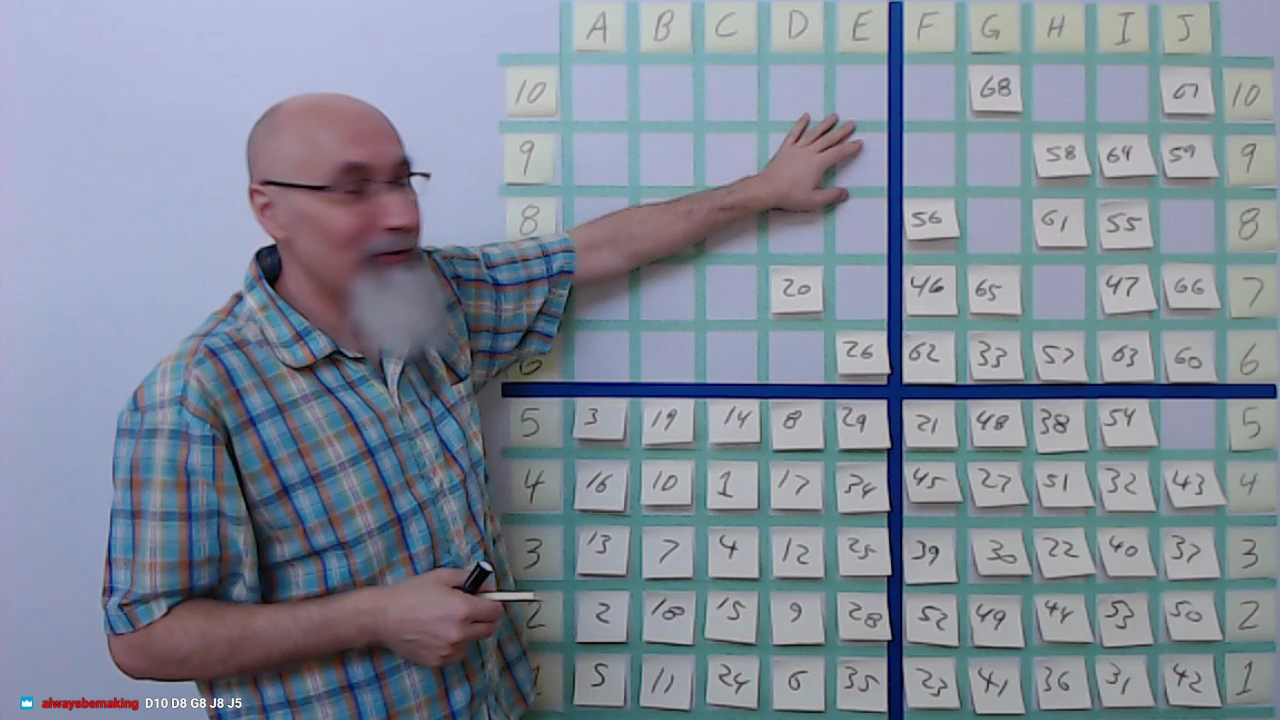 A B C D E F G H I J
10 68 67 10
9 58 64 59 9
8 56 61 55 8
7 20 46 65 47 66 7
6 26 62 33 57 63 60 6
5 3 19 14 8 29 21 48 38 54 5
4 16 10 1 17 34 45 27 51 32 43 4
3 13 7 4 12 25 39 30 22 40 37 3
2 2 18 15 9 28 52 49 44 53 50 2
1 5 11 24 6 35 23 41 36 31 42 1
alwaysbemaking D10 D8 G8 J8 J5